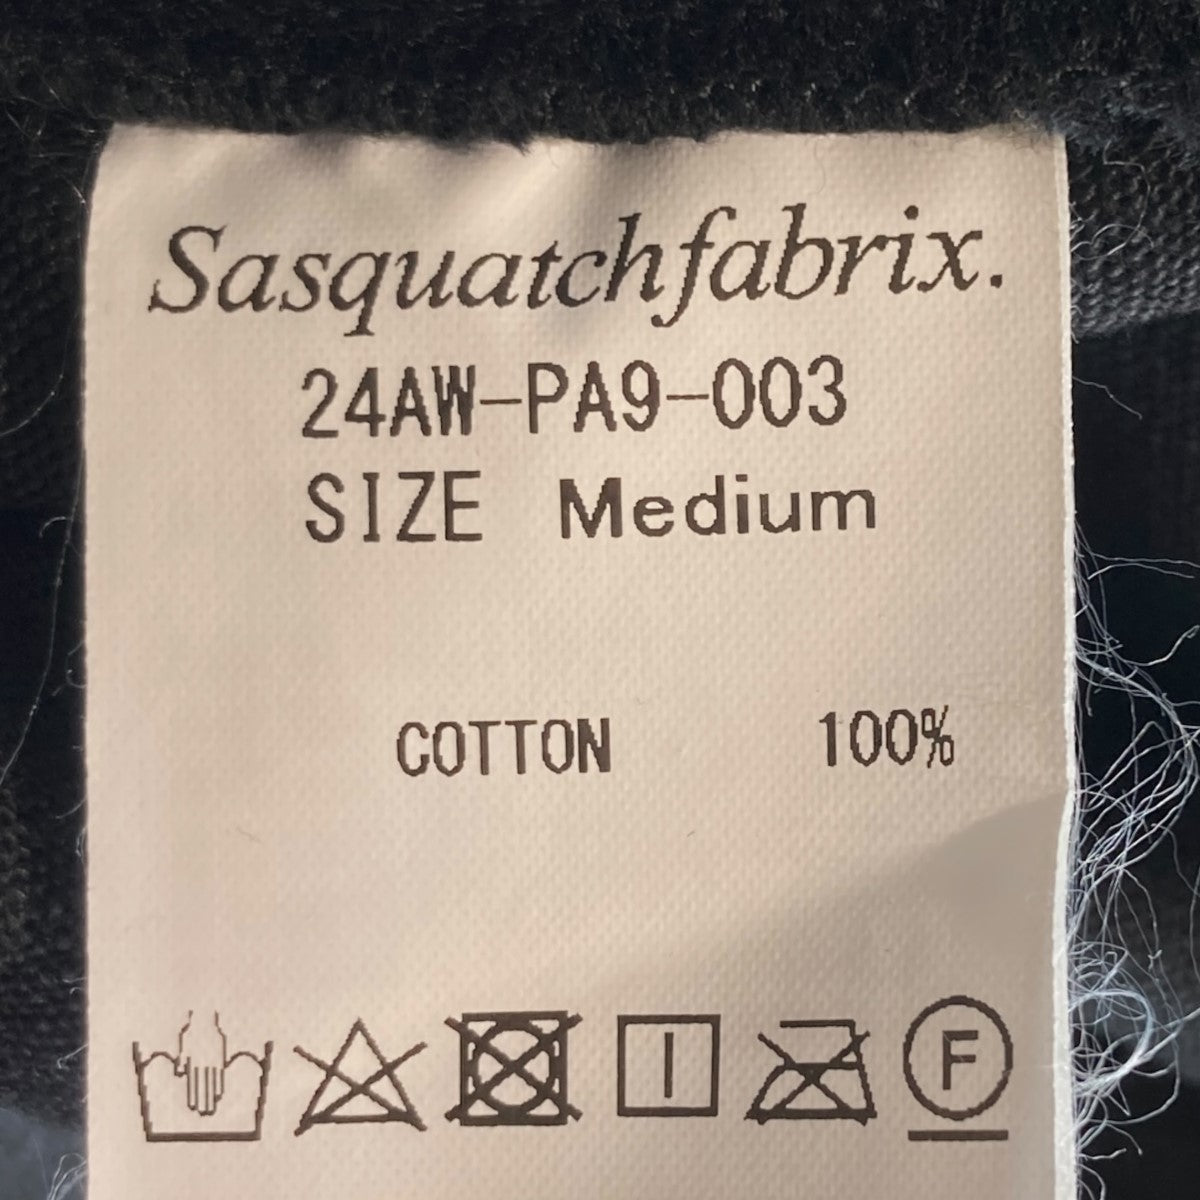 Sasquatchfabrix.
24AW-PA9-003
SIZE Medium
COTTON 100%
F